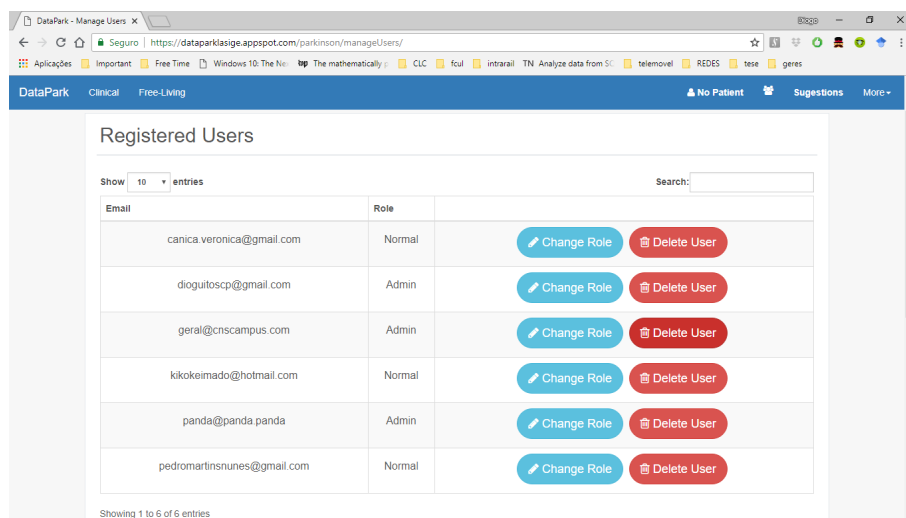 DataPark - Manage Users
Diogo
Seguro | https://dataparklasige.appspot.com/parkinson/manageUsers/
Aplicações Important Free Time Windows 10: The Ne tvp The mathematically p CLC fcul intrarail TN Analyze data from SC telemovel REDES tese geres
DataPark Clinical Free-Living No Patient Sugestions More
Registered Users
Show 10 entries Search:
Email Role
canica.veronica@gmail.com Normal Change Role Delete User
dioguitoscp@gmail.com Admin Change Role Delete User
geral@cnscampus.com Admin Change Role Delete User
kikokeimado@hotmail.com Normal Change Role Delete User
panda@panda.panda Admin Change Role Delete User
pedromartinsnunes@gmail.com Normal Change Role Delete User
Showing 1 to 6 of 6 entries